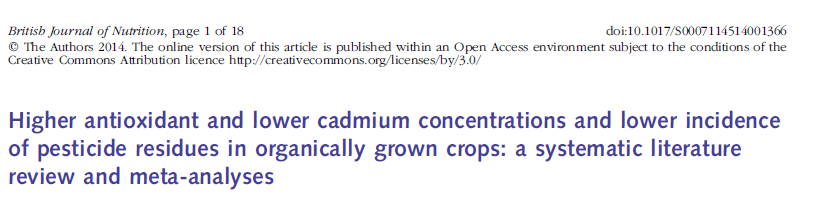 British Journal of Nutrition, page 1 of 18 doi:10.1017/S0007114514001366
© The Authors 2014. The online version of this article is published within an Open Access environment subject to the conditions of the
Creative Commons Attribution licence http://creativecommons.org/licenses/by/3.0/
Higher antioxidant and lower cadmium concentrations and lower incidence
of pesticide residues in organically grown crops: a systematic literature
review and meta-analyses